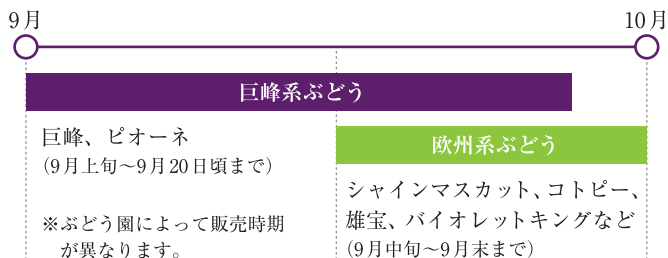 9月
10月
巨峰系ぶどう
巨峰、ピオーネ
（9月上旬～9月20日頃まで）
※ぶどう園によって販売時期
が異なります。
欧州系ぶどう
シャインマスカット、コトピー、
雄宝、バイオレットキングなど
（9月中旬～9月末まで）